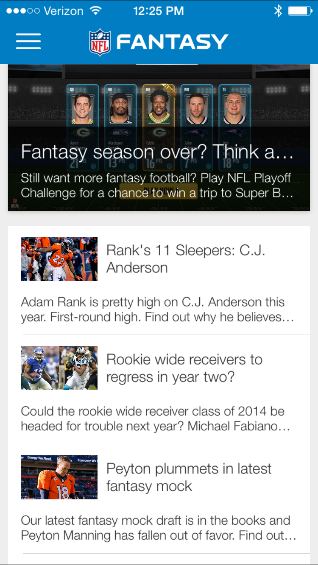 Verizon 12:25 PM
NFL FANTASY
Fantasy season over? Think a...
Still want more fantasy football? Play NFL Playoff
Challenge for a chance to win a trip to Super B...
Rank's 11 Sleepers: C.J.
Anderson
Adam Rank is pretty high on C.J. Anderson this
year. First-round high. Find out why he believes...
Rookie wide receivers to
regress in year two?
Could the rookie wide receiver class of 2014 be
headed for trouble next year? Michael Fabiano...
Peyton plummets in latest
fantasy mock
Our latest fantasy mock draft is in the books and
Peyton Manning has fallen out of favor. Find out...